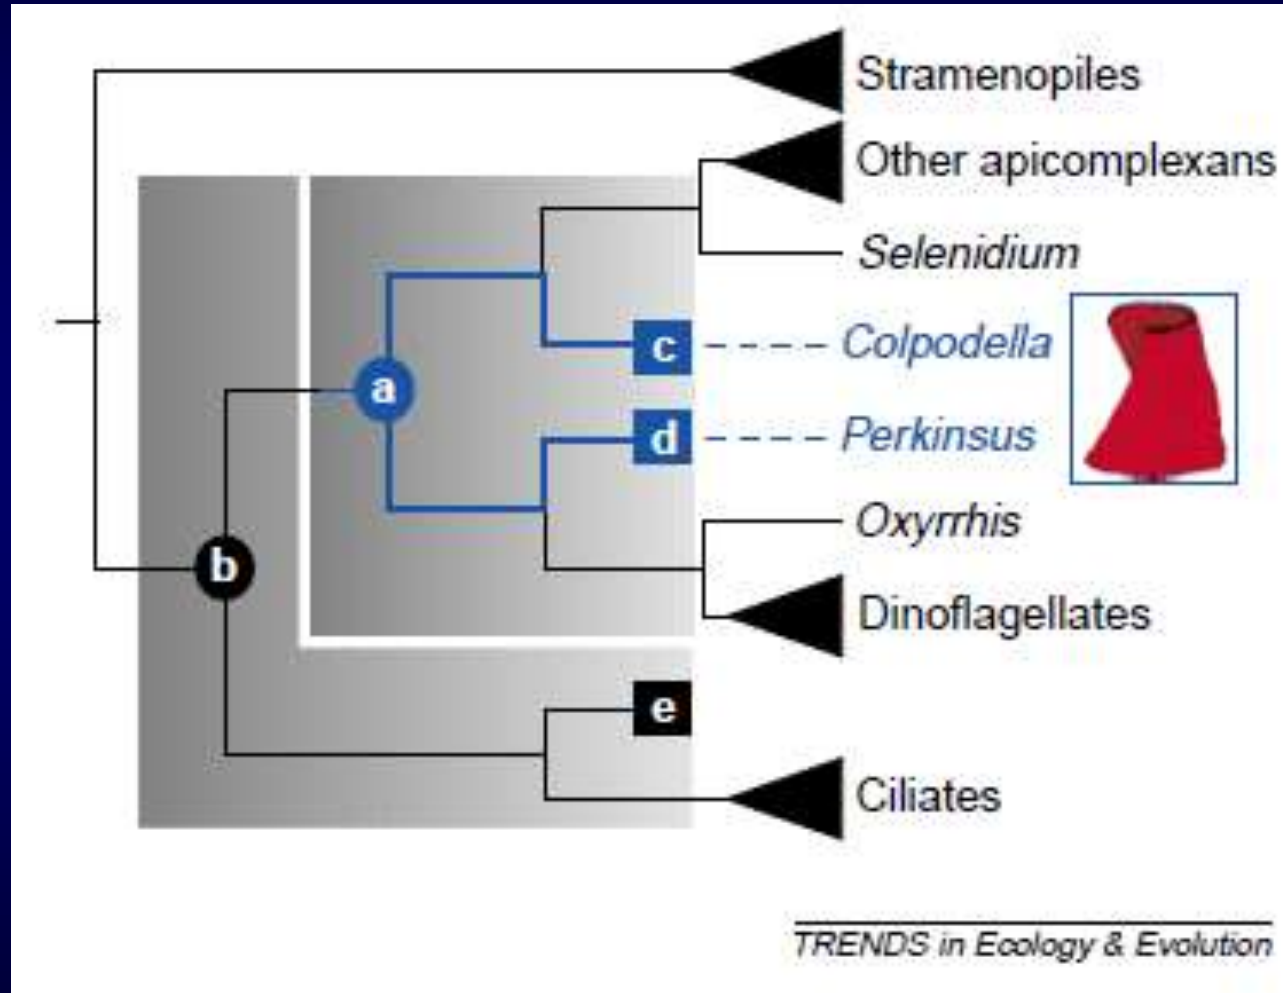 Stramenopiles
Other apicomplexans
Selenidium
a
c
Colpodella
d
Perkinsus
Oxyrrhis
b
Dinoflagellates
e
Ciliates
TRENDS in Ecology & Evolution